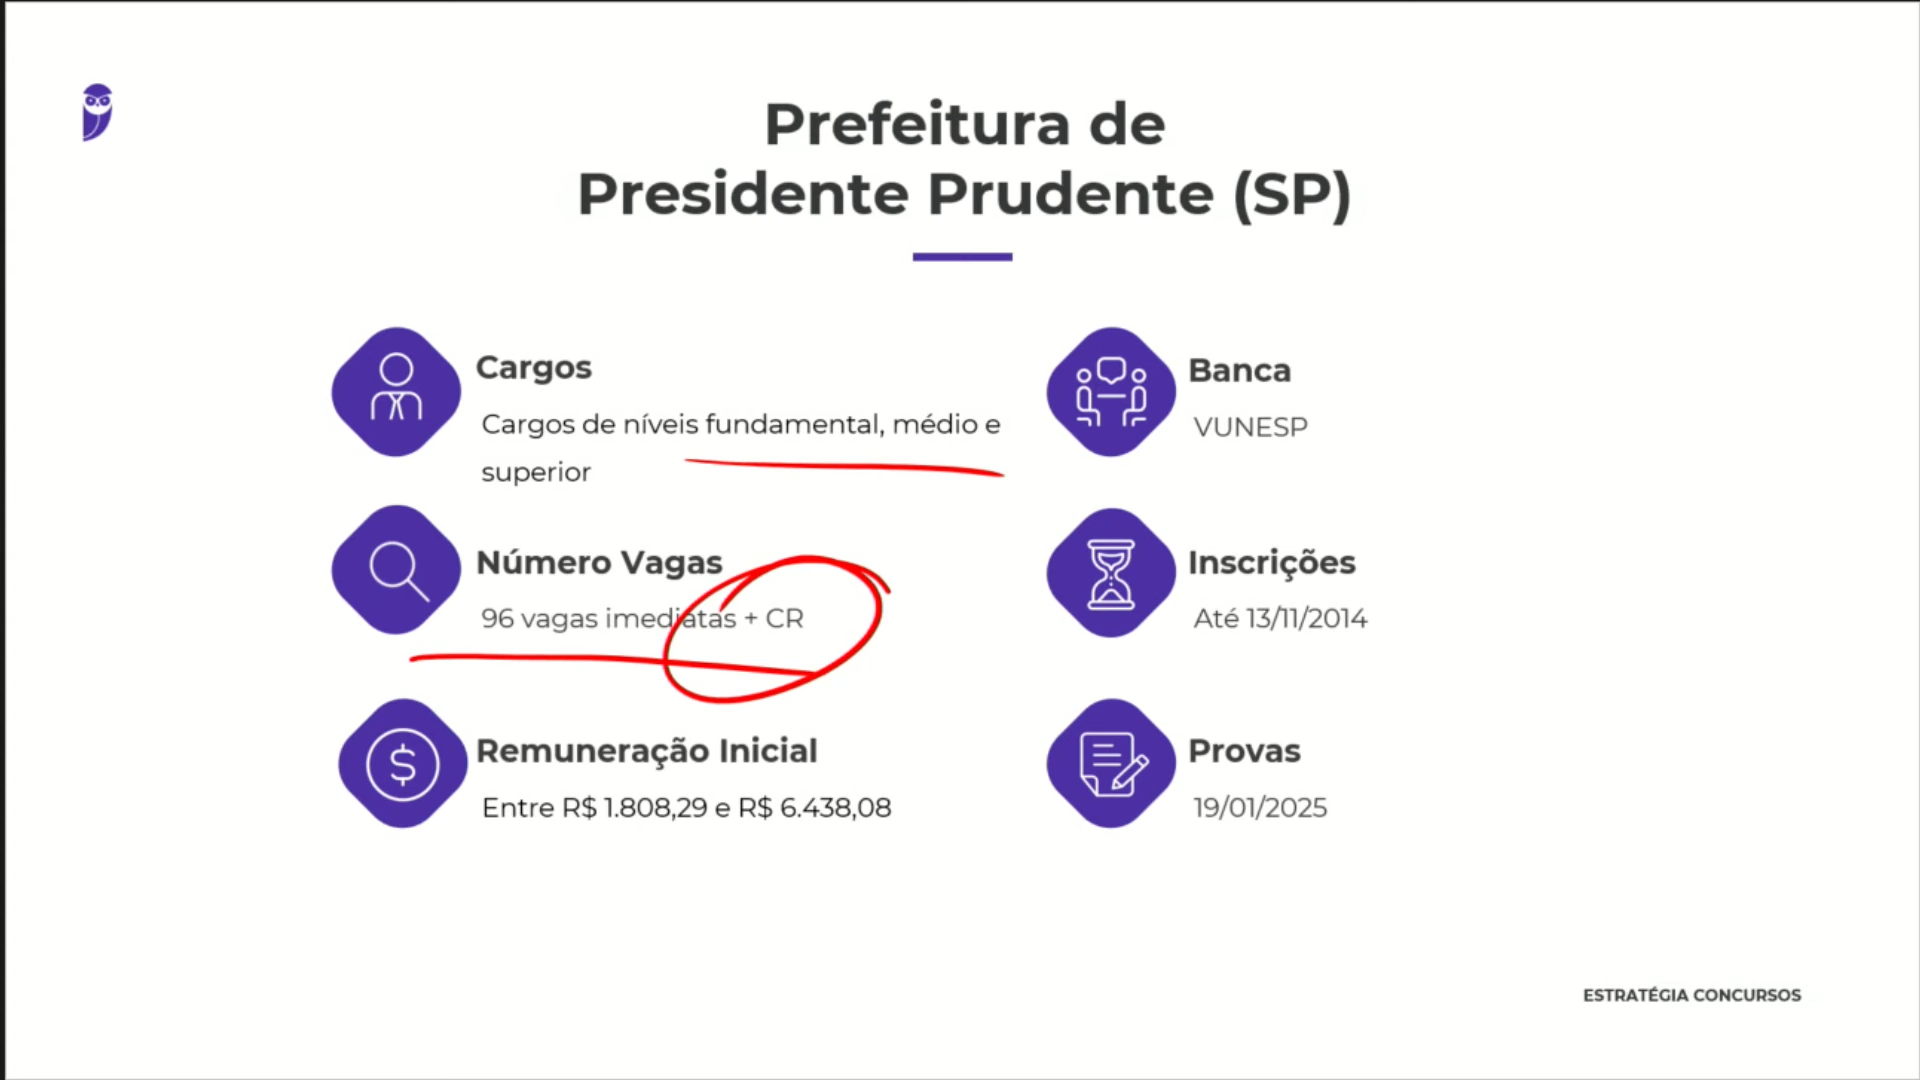 Prefeitura de
Presidente Prudente (SP)
Cargos
Cargos de níveis fundamental, médio e
superior
Número Vagas
96 vagas imediatas + CR
Remuneração Inicial
Entre R$ 1.808,29 e R$ 6.438,08
Banca
VUNESP
Inscrições
Até 13/11/2014
Provas
19/01/2025
ESTRATÉGIA CONCURSOS